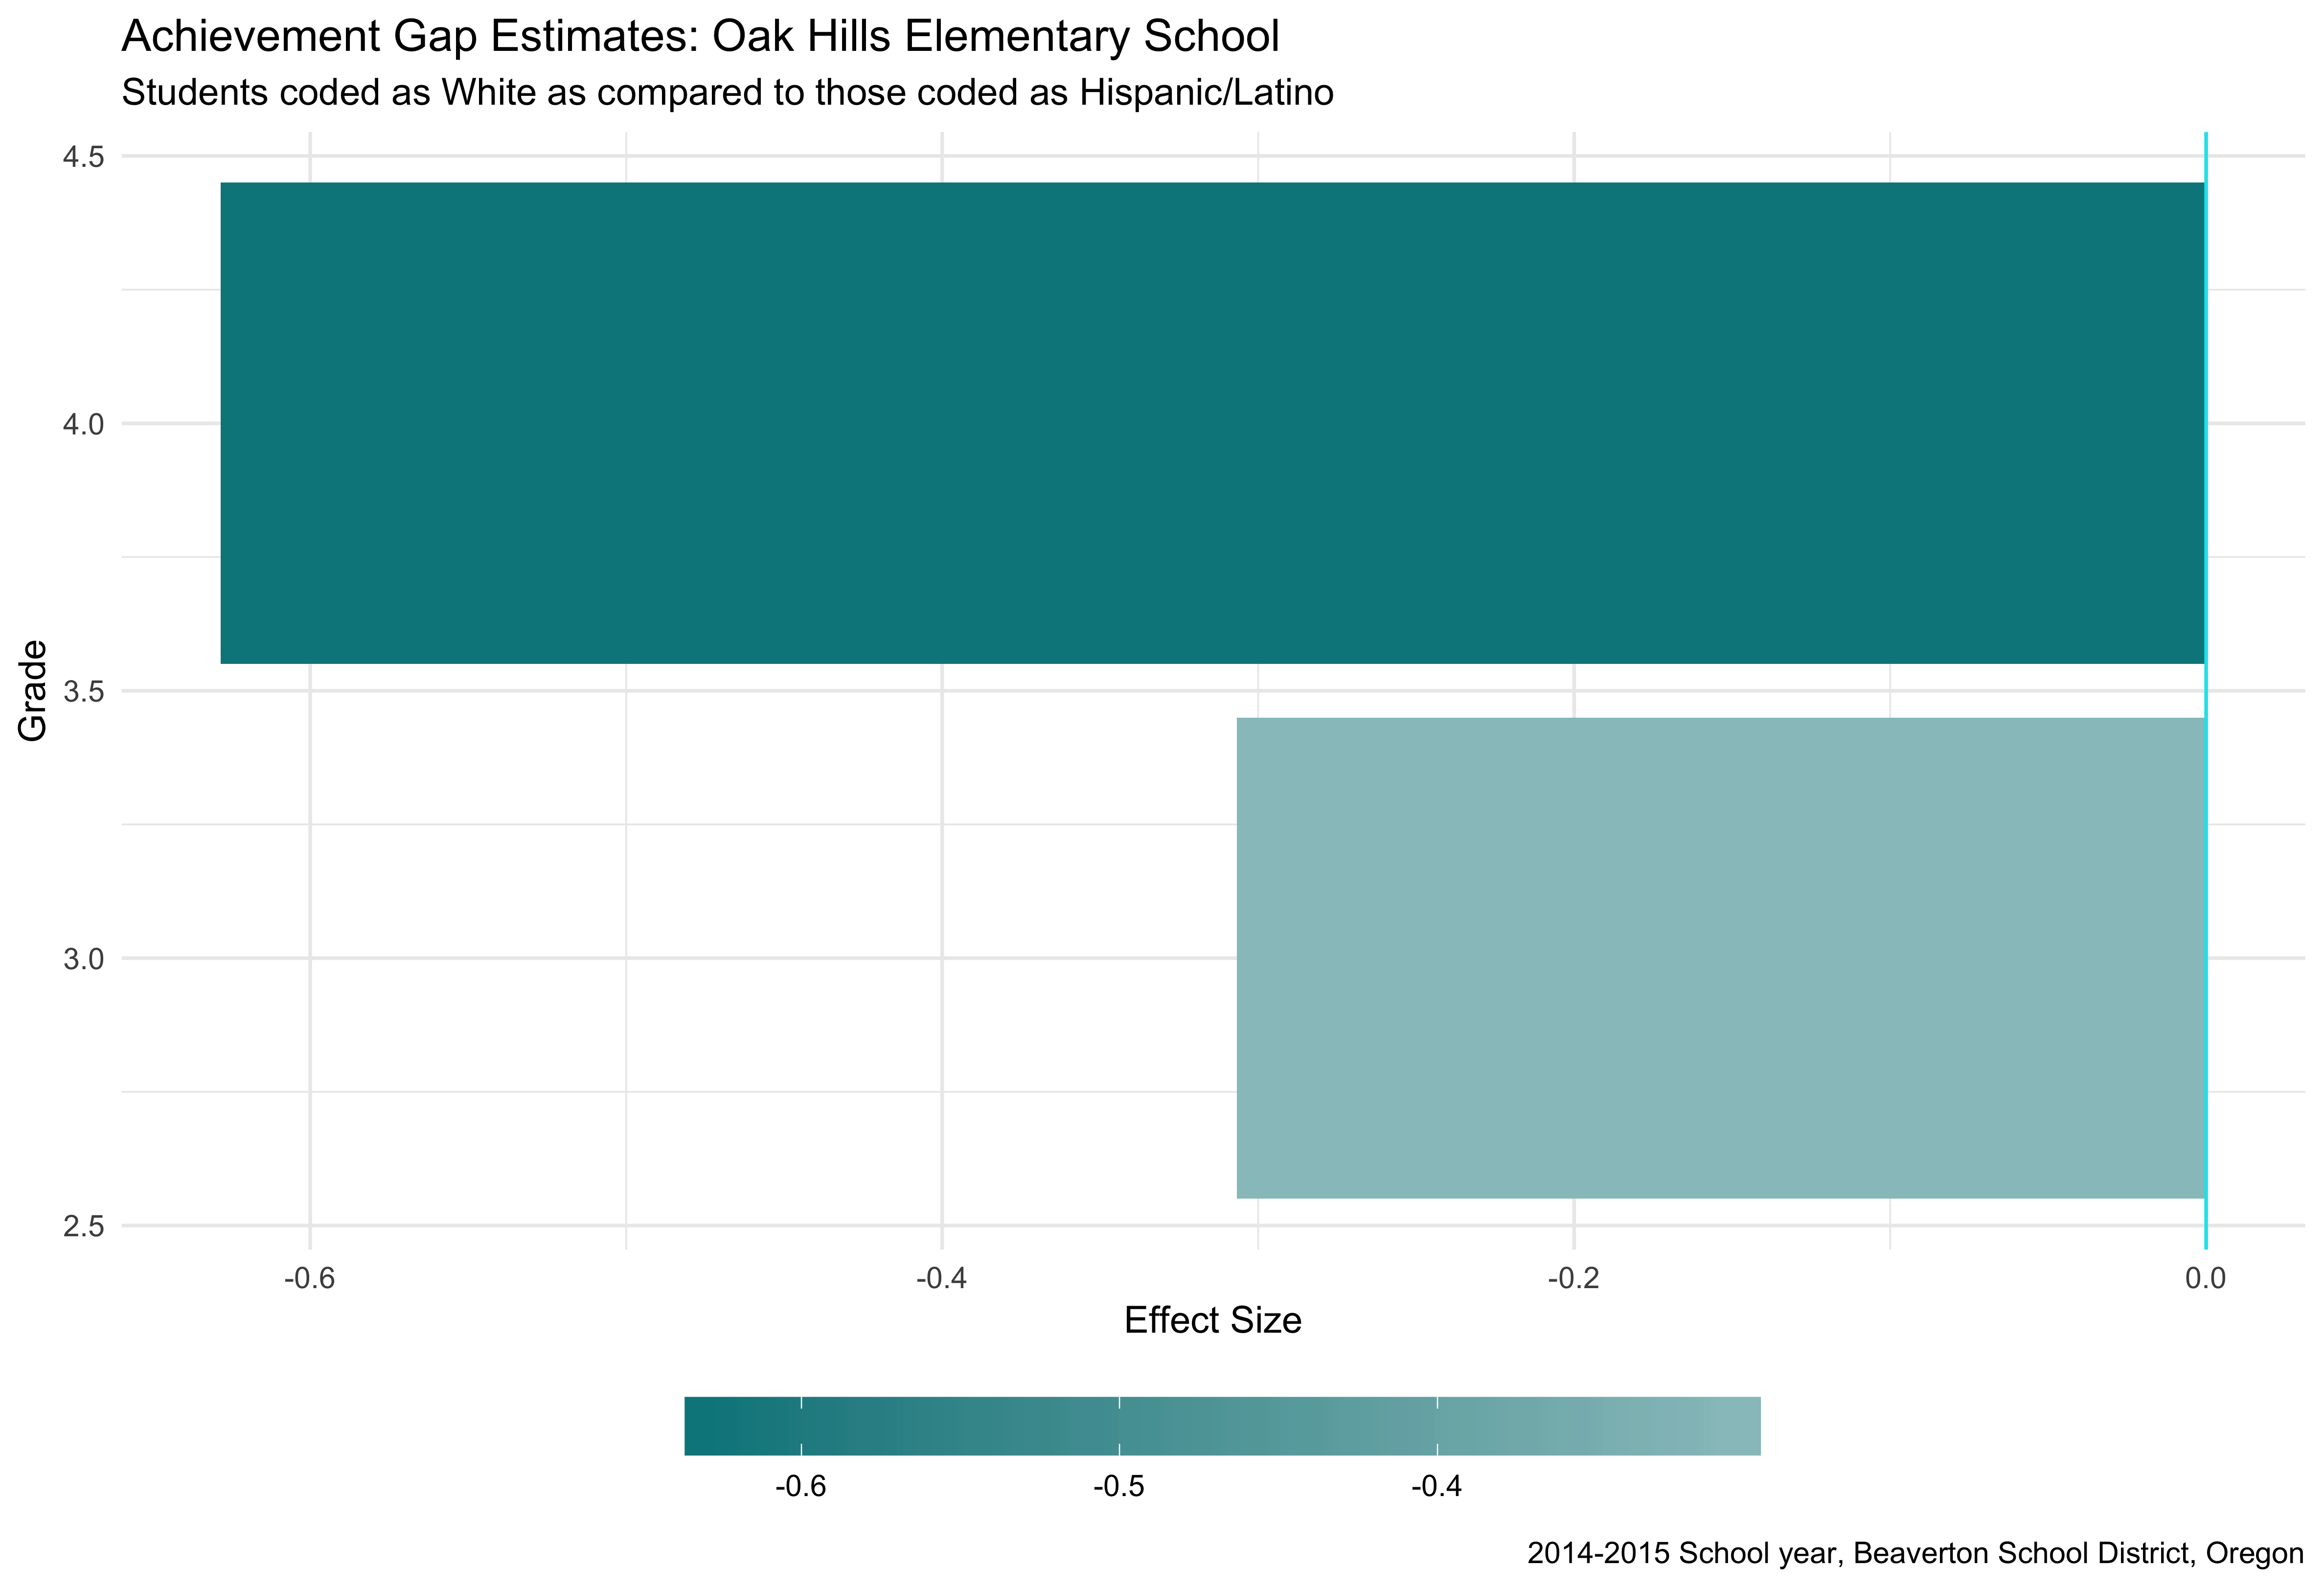 Achievement Gap Estimates: Oak Hills Elementary School
Students coded as White as compared to those coded as Hispanic/Latino
4.5
4.0
3.5
3.0
2.5
Grade
-0.6
-0.4
-0.2
0.0
Effect Size
-0.6
-0.5
-0.4
2014-2015 School year, Beaverton School District, Oregon